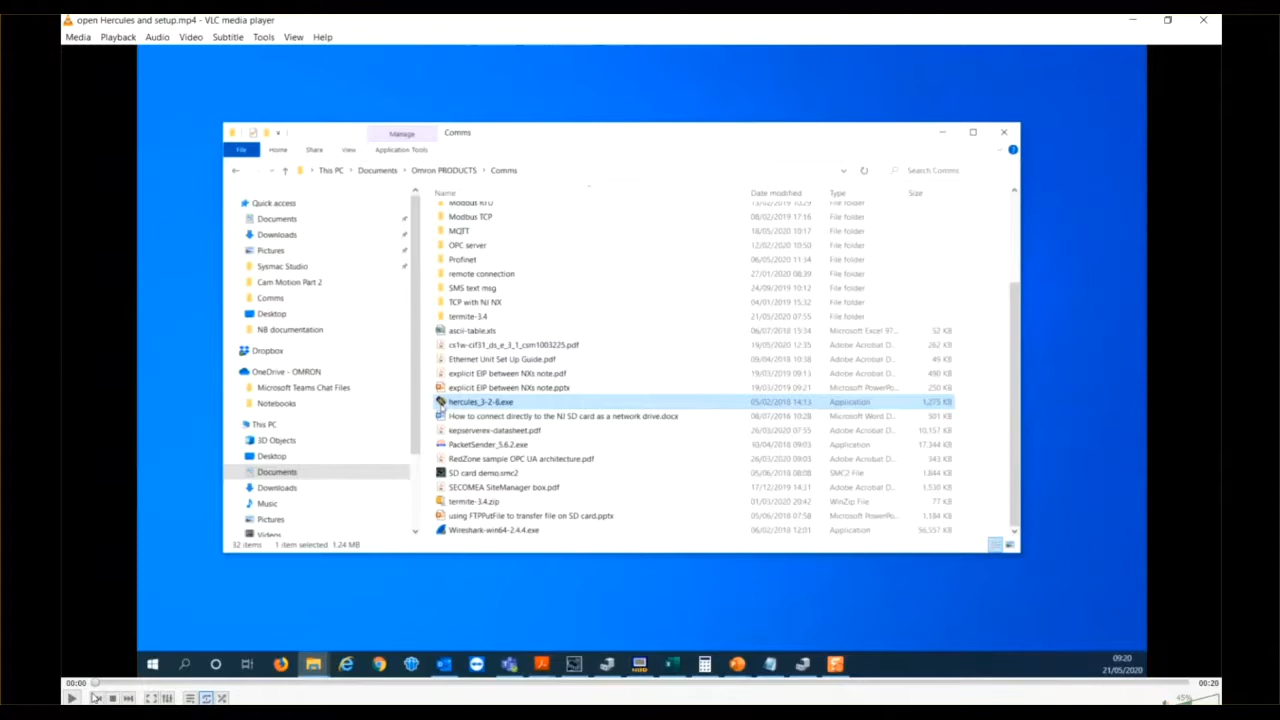 open Hercules and setup.mp4 - VLC media player
Media Playback Audio Video Subtitle Tools View Help
Manage Comms
File Home Share View Application Tools
This PC > Documents > Omron PRODUCTS > Comms Search Comms
Name Date modified Type Size
Quick access
Documents
Downloads
Pictures
Sysmac Studio
Cam Motion Part 2
Comms
Desktop
NB documentation
Dropbox
OneDrive - OMRON
Microsoft Teams Chat Files
Notebooks
This PC
3D Objects
Desktop
Documents
Downloads
Music
Pictures
Videos
Modbus RTU 13/02/2019 10:29 File folder
Modbus TCP 08/02/2019 17:16 File folder
MQTT 18/05/2020 10:17 File folder
OPC server 12/02/2020 10:50 File folder
Profinet 06/05/2020 11:34 File folder
remote connection 27/01/2020 08:39 File folder
SMS text msg 24/09/2019 10:12 File folder
TCP with NJ NX 04/01/2019 15:32 File folder
termite-3.4 21/05/2020 07:55 File folder
ascii-table.xls 06/07/2018 15:34 Microsoft Excel 97... 52 KB
cs1w-cif31_ds_e_3_1_csm1003225.pdf 19/05/2020 12:35 Adobe Acrobat D... 262 KB
Ethernet Unit Set Up Guide.pdf 09/04/2018 10:38 Adobe Acrobat D... 49 KB
explicit EIP between NXs note.pdf 19/03/2019 09:13 Adobe Acrobat D... 490 KB
explicit EIP between NXs note.pptx 19/03/2019 09:21 Microsoft PowerPo... 250 KB
hercules_3-2-8.exe 05/02/2018 14:13 Application 1,275 KB
How to connect directly to the NJ SD card as a network drive.docx 08/07/2016 10:28 Microsoft Word D... 901 KB
kepserverex-datasheet.pdf 26/03/2020 07:55 Adobe Acrobat D... 10,157 KB
PacketSender_5.6.2.exe 10/04/2018 09:03 Application 17,344 KB
RedZone sample OPC UA architecture.pdf 26/03/2020 09:03 Adobe Acrobat D... 343 KB
SD card demo.smc2 05/06/2018 08:08 SMC2 File 1,844 KB
SECOMEA SiteManager box.pdf 17/12/2019 14:31 Adobe Acrobat D... 1,530 KB
termite-3.4.zip 01/03/2020 20:42 WinZip File 77 KB
using FTPPutFile to transfer file on SD card.pptx 05/06/2018 07:58 Microsoft PowerPo... 1,184 KB
Wireshark-win64-2.4.4.exe 06/02/2018 12:01 Application 56,557 KB
32 items 1 item selected 1.24 MB
09:20
21/05/2020
00:00 00:20
45%